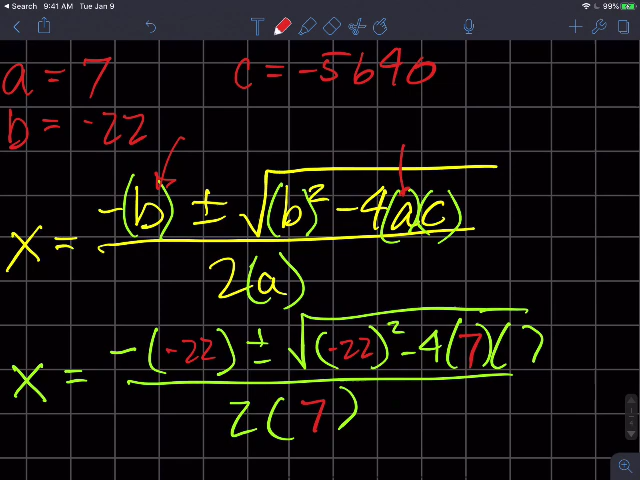 Search 9:41 AM Tue Jan 9 99%
T
a = 7 c = -5640
b = -22
x = -(b) ± √(b)² - 4(a)(c) / 2(a)
x = -(-22) ± √(-22)² - 4(7)( ) / 2(7)